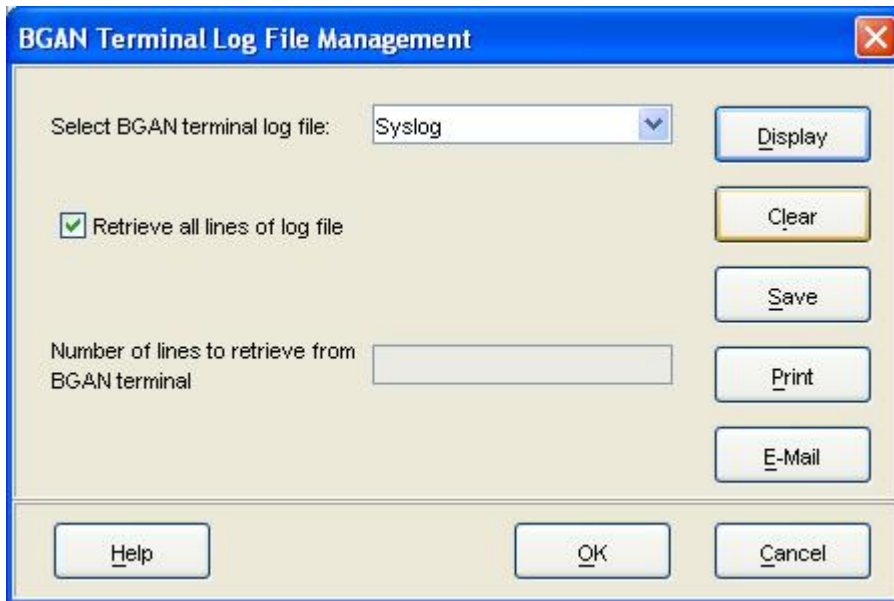 BGAN Terminal Log File Management
Select BGAN terminal log file:
Syslog
Display
Retrieve all lines of log file
Clear
Save
Number of lines to retrieve from
BGAN terminal
Print
E-Mail
Help
OK
Cancel